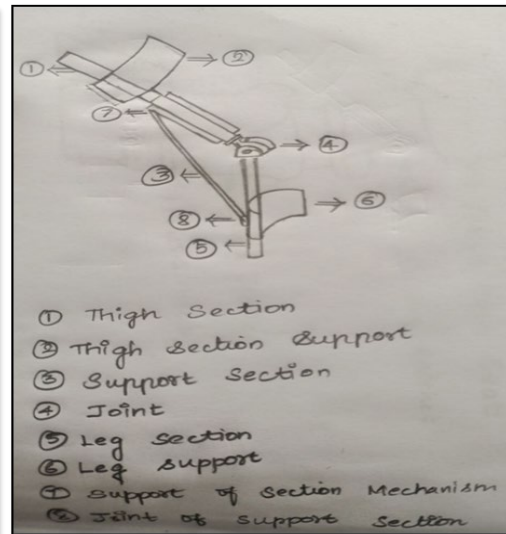 ① ②
⑦ ④
③
⑧ ⑥
⑤
① Thigh Section
② Thigh Section Support
③ Support Section
④ Joint
⑤ Leg Section
⑥ Leg Support
⑦ Support of Section Mechanism
⑧ Joint of Support Section